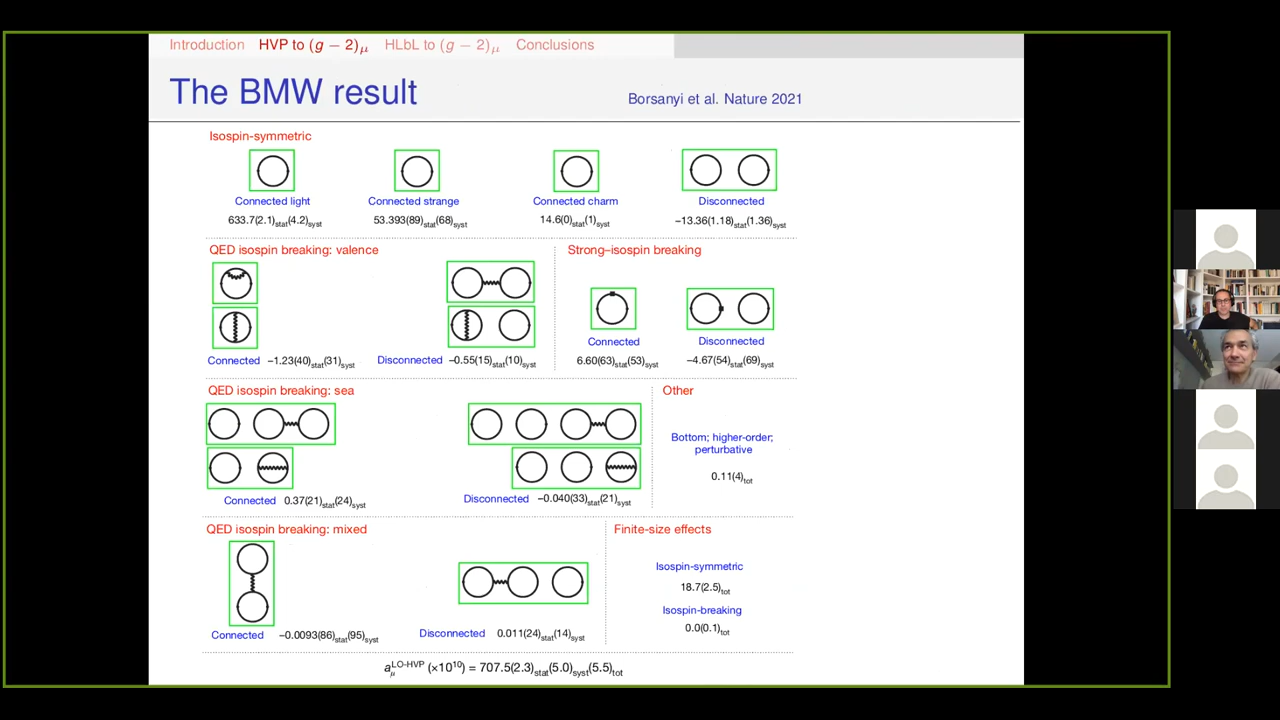 Introduction HVP to (g − 2)μ HLbL to (g − 2)μ Conclusions
The BMW result
Borsanyi et al. Nature 2021
Isospin-symmetric
Connected light
633.7(2.1)stat(4.2)syst
Connected strange
53.393(89)stat(68)syst
Connected charm
14.6(0)stat(1)syst
Disconnected
−13.36(1.18)stat(1.36)syst
QED isospin breaking: valence
Connected −1.23(40)stat(31)syst
Disconnected −0.55(15)stat(10)syst
Strong–isospin breaking
Connected
6.60(63)stat(53)syst
Disconnected
−4.67(54)stat(69)syst
QED isospin breaking: sea
Connected 0.37(21)stat(24)syst
Disconnected −0.040(33)stat(21)syst
Other
Bottom; higher-order;
perturbative
0.11(4)tot
QED isospin breaking: mixed
Connected −0.0093(86)stat(95)syst
Disconnected 0.011(24)stat(14)syst
Finite-size effects
Isospin-symmetric
18.7(2.5)tot
Isospin-breaking
0.0(0.1)tot
aμLO-HVP (×10¹⁰) = 707.5(2.3)stat(5.0)syst(5.5)tot